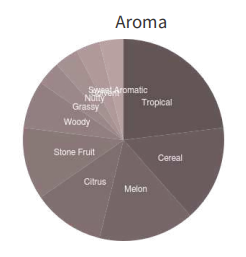 Aroma
Sweet Aromatic
Tropical
Nutty
Grassy
Woody
Cereal
Stone Fruit
Citrus
Melon